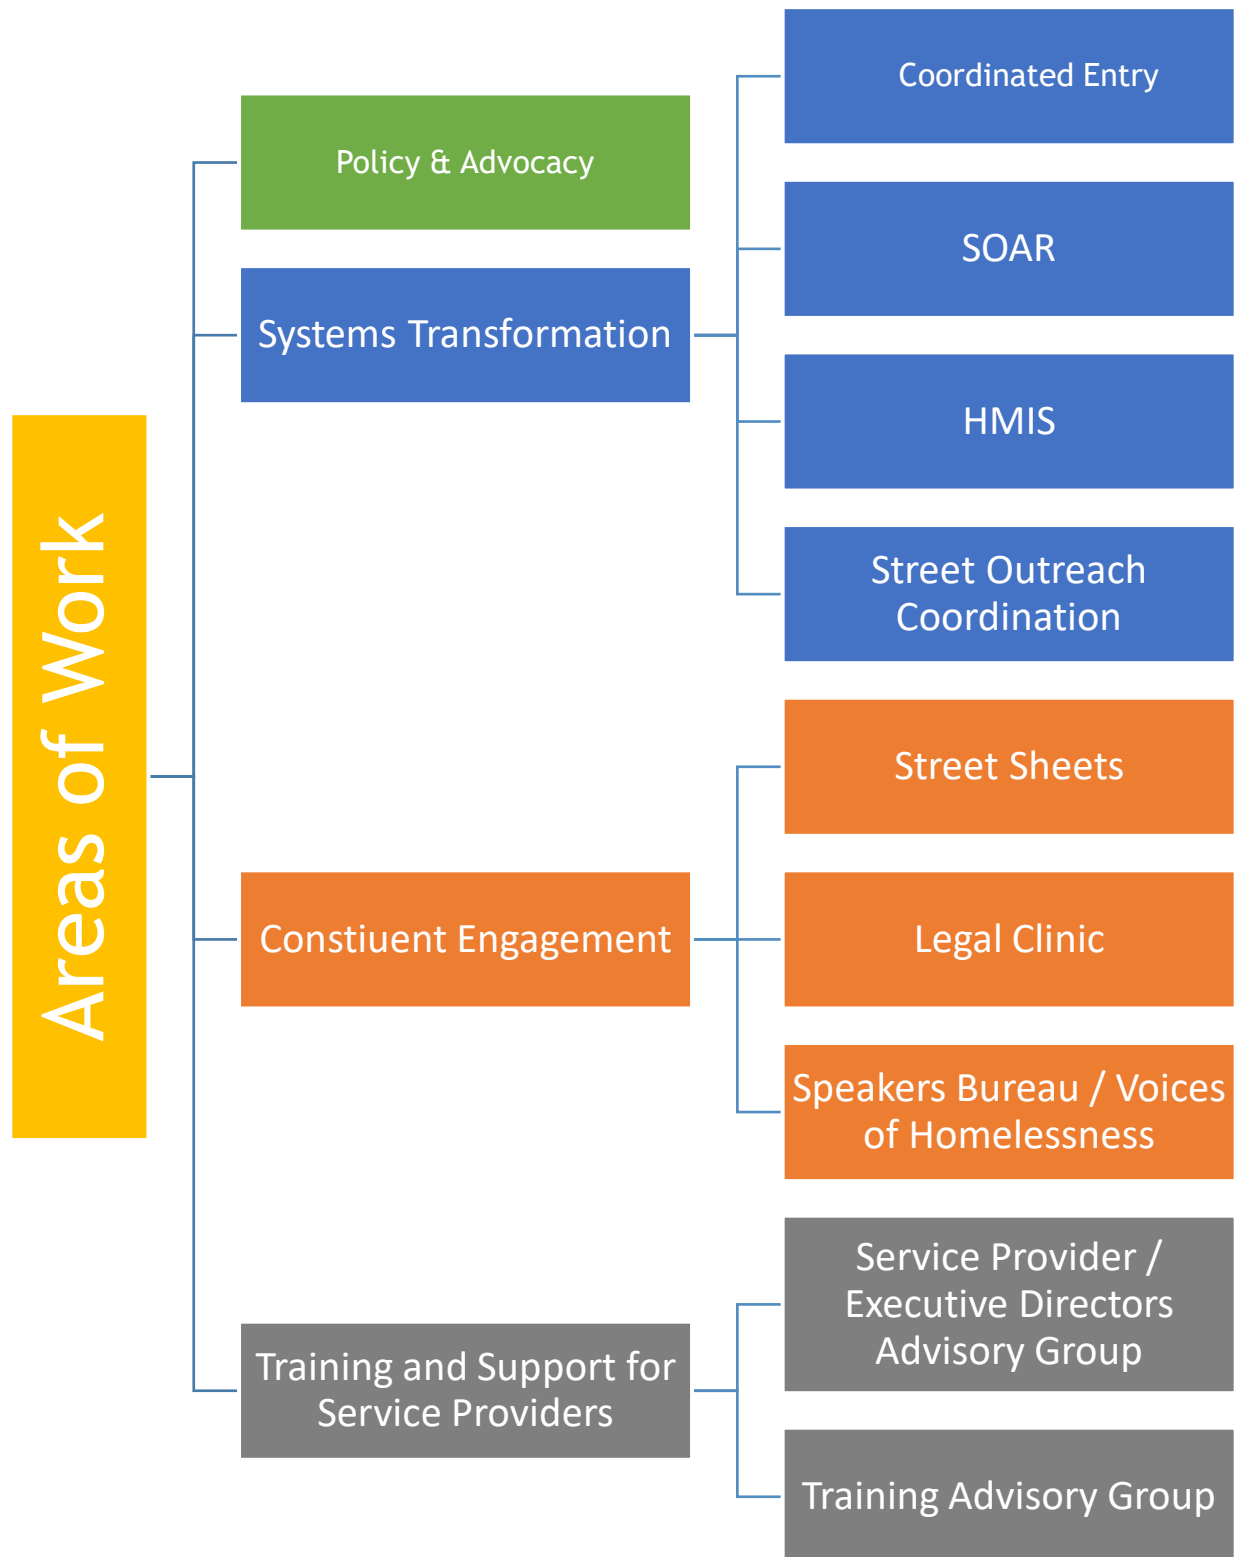 Areas of Work
Policy & Advocacy
Systems Transformation
Coordinated Entry
SOAR
HMIS
Street Outreach
Coordination
Constiuent Engagement
Street Sheets
Legal Clinic
Speakers Bureau / Voices
of Homelessness
Training and Support for
Service Providers
Service Provider /
Executive Directors
Advisory Group
Training Advisory Group